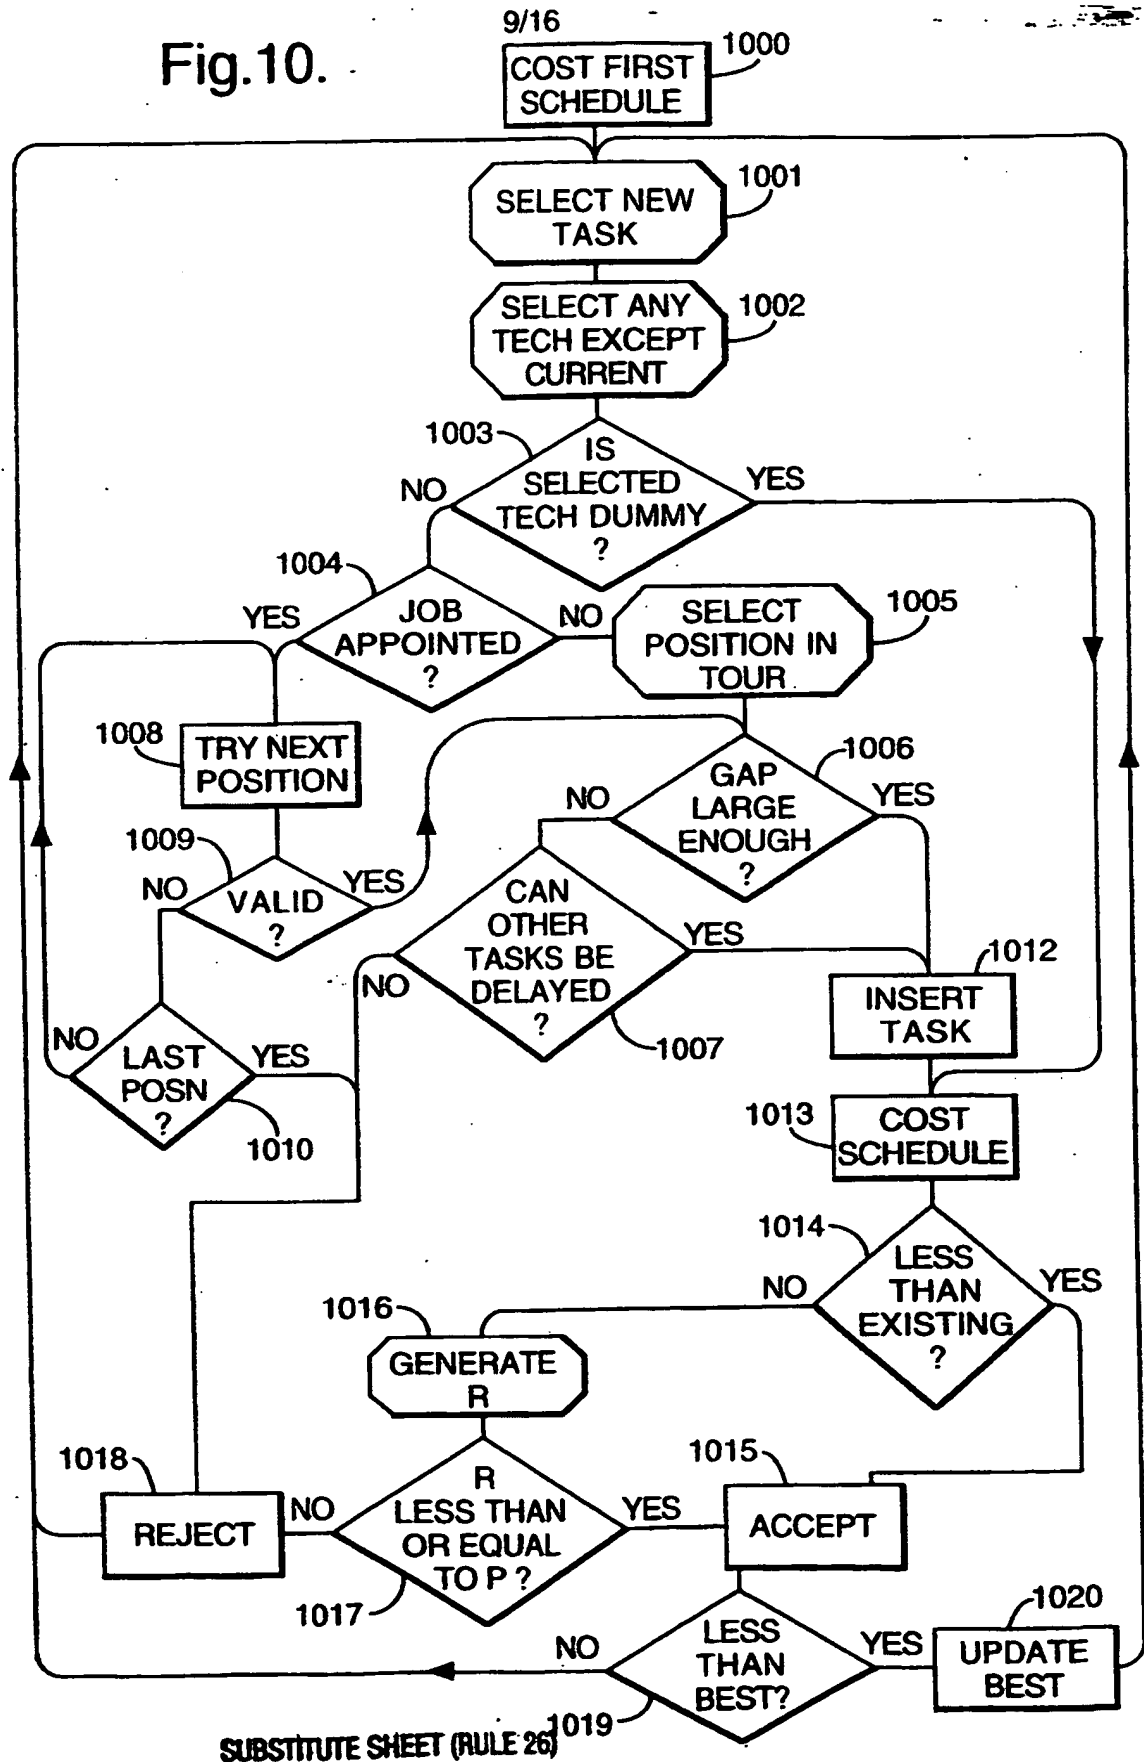 9/16
Fig.10.
1000
COST FIRST
SCHEDULE
1001
SELECT NEW
TASK
1002
SELECT ANY
TECH EXCEPT
CURRENT
1003
IS
SELECTED
TECH DUMMY
?
NO
YES
1004
JOB
APPOINTED
?
YES
NO
1005
SELECT
POSITION IN
TOUR
1008
TRY NEXT
POSITION
1006
GAP
LARGE
ENOUGH
?
NO
YES
1009
VALID
?
NO
YES
CAN
OTHER
TASKS BE
DELAYED
?
YES
NO
1007
1012
INSERT
TASK
NO
LAST
POSN
?
YES
1010
1013
COST
SCHEDULE
1014
LESS
THAN
EXISTING
?
NO
YES
1016
GENERATE
R
1018
REJECT
NO
R
LESS THAN
OR EQUAL
TO P ?
YES
1017
1015
ACCEPT
NO
LESS
THAN
BEST?
YES
1019
1020
UPDATE
BEST
SUBSTITUTE SHEET (RULE 26)